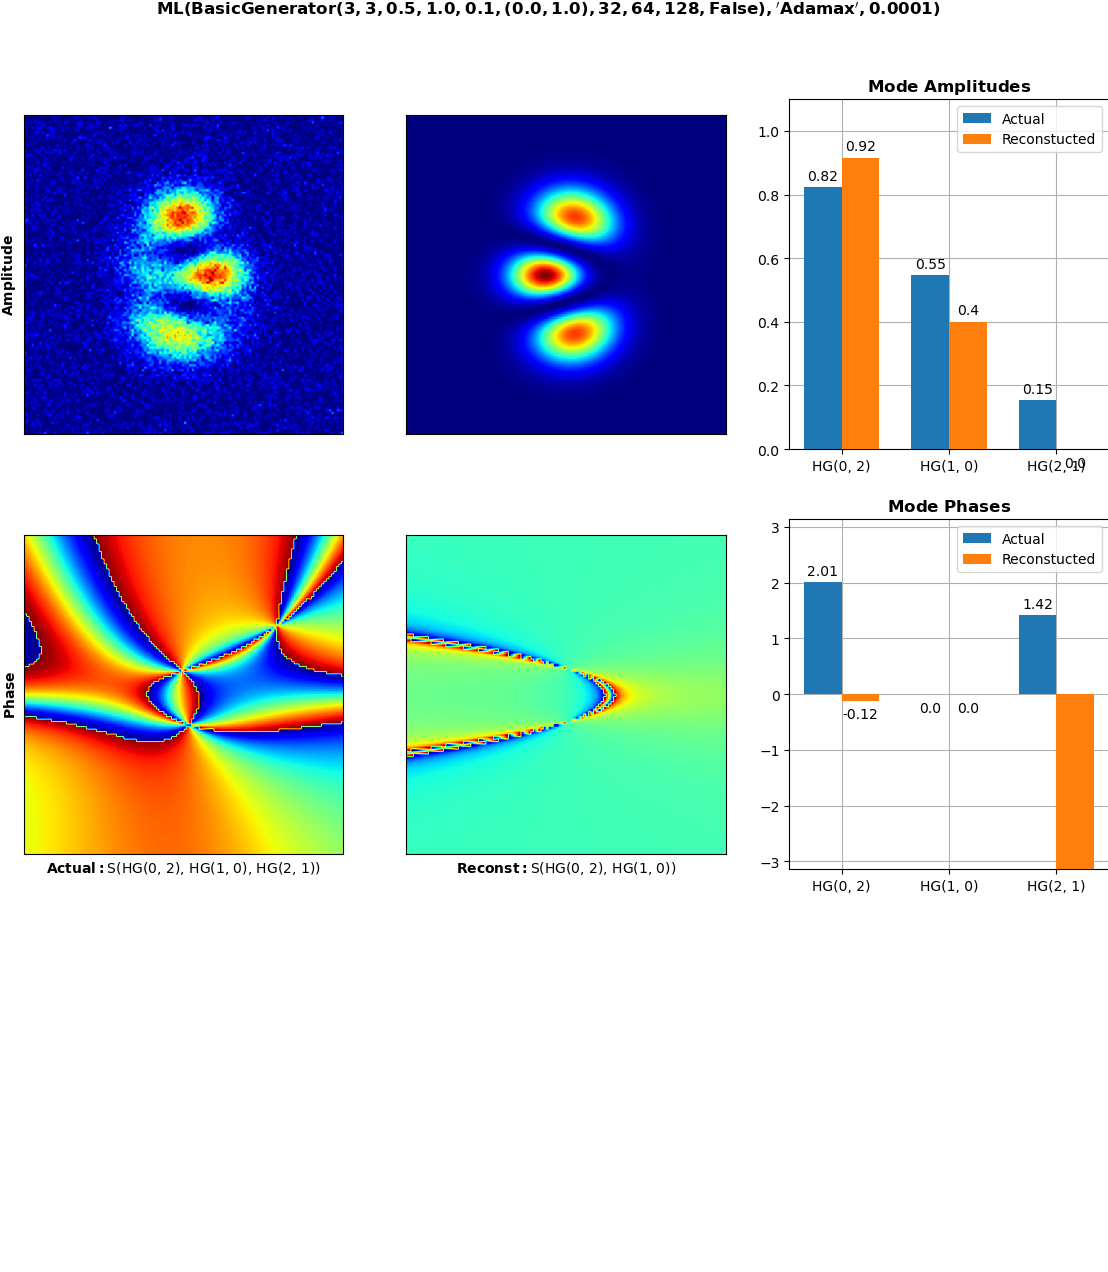 ML(BasicGenerator(3, 3, 0.5, 1.0, 0.1, (0.0, 1.0), 32, 64, 128, False), ′Adamax′, 0.0001)
Amplitude
Mode Amplitudes
Actual
Reconstucted
1.0
0.8
0.6
0.4
0.2
0.0
0.82
0.92
0.55
0.4
0.15
0.0
HG(0, 2)
HG(1, 0)
HG(2, 1)
Phase
Actual: S(HG(0, 2), HG(1, 0), HG(2, 1))
Reconst: S(HG(0, 2), HG(1, 0))
Mode Phases
Actual
Reconstucted
3
2
1
0
−1
−2
−3
2.01
-0.12
0.0
0.0
1.42
HG(0, 2)
HG(1, 0)
HG(2, 1)